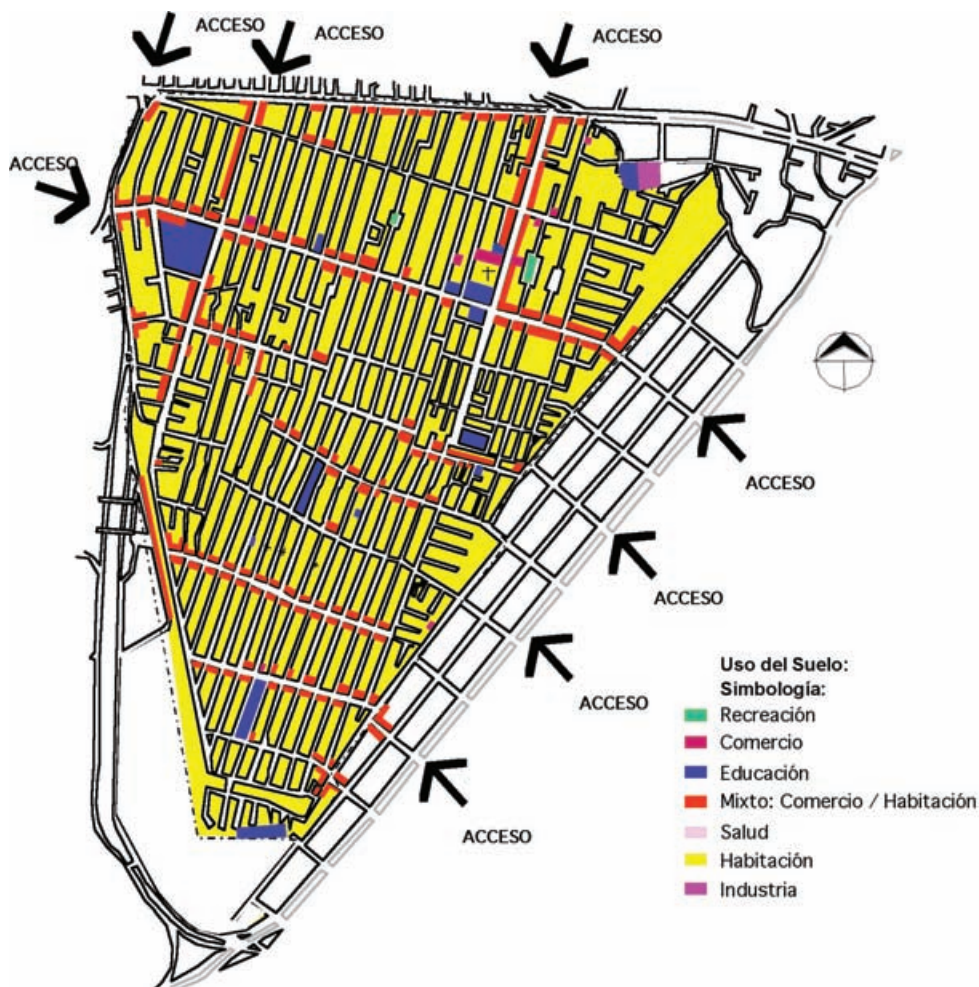 ACCESO
ACCESO
ACCESO
ACCESO
ACCESO
ACCESO
ACCESO
ACCESO
Uso del Suelo:
Simbología:
Recreación
Comercio
Educación
Mixto: Comercio / Habitación
Salud
Habitación
Industria